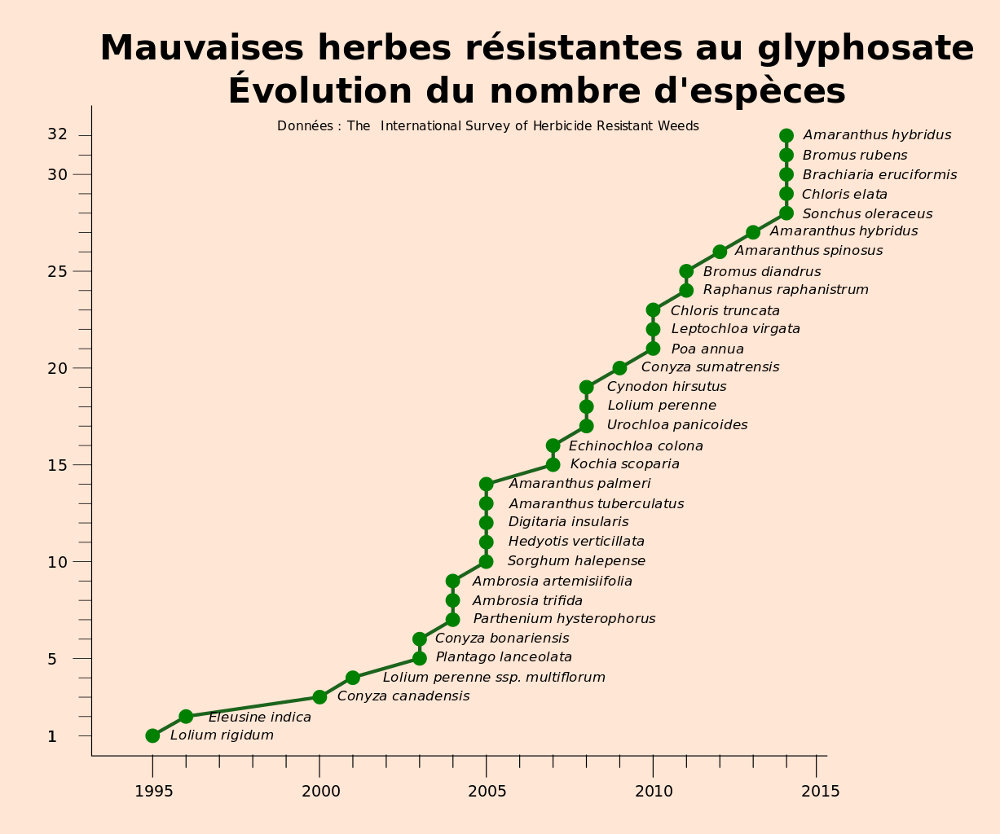 Mauvaises herbes résistantes au glyphosate
Évolution du nombre d'espèces
Données : The International Survey of Herbicide Resistant Weeds
32
Amaranthus hybridus
Bromus rubens
30
Brachiaria eruciformis
Chloris elata
Sonchus oleraceus
Amaranthus hybridus
Amaranthus spinosus
25
Bromus diandrus
Raphanus raphanistrum
Chloris truncata
Leptochloa virgata
Poa annua
20
Conyza sumatrensis
Cynodon hirsutus
Lolium perenne
Urochloa panicoides
Echinochloa colona
15
Kochia scoparia
Amaranthus palmeri
Amaranthus tuberculatus
Digitaria insularis
Hedyotis verticillata
10
Sorghum halepense
Ambrosia artemisiifolia
Ambrosia trifida
Parthenium hysterophorus
Conyza bonariensis
5
Plantago lanceolata
Lolium perenne ssp. multiflorum
Conyza canadensis
Eleusine indica
1
Lolium rigidum
1995 2000 2005 2010 2015